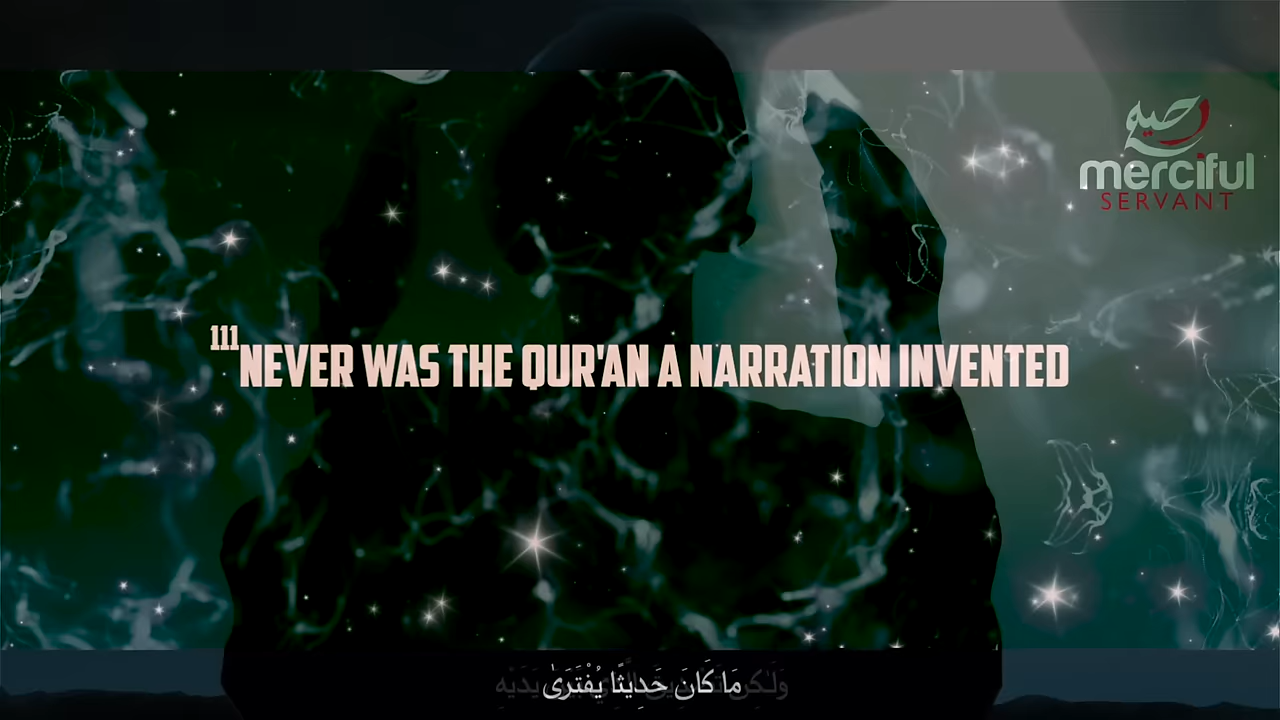 merciful
SERVANT
111 NEVER WAS THE QUR'AN A NARRATION INVENTED
مَا كَانَ حَدِيثًا يُفْتَرَىٰ